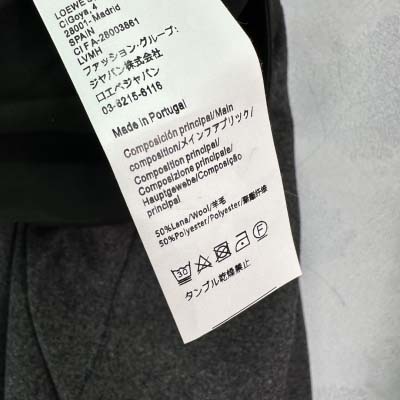 LOEWE S
C/Goya, 4
28001- Madrid
SPAIN
CIF A-28003861
LVMH
ファッション・グループ・
ジャパン株式会社
ロエベジャパン
03-6215-6116
Made in Portugal
Composición principal/Main
composition/メインファブリック/
Composition principal/
Composizione principale/
Hauptgewebe/Composição
principal
50%Lana/Wool/羊毛
50%Polyester/Polyester/聚酯纤维
30
F
タンブル乾燥禁止